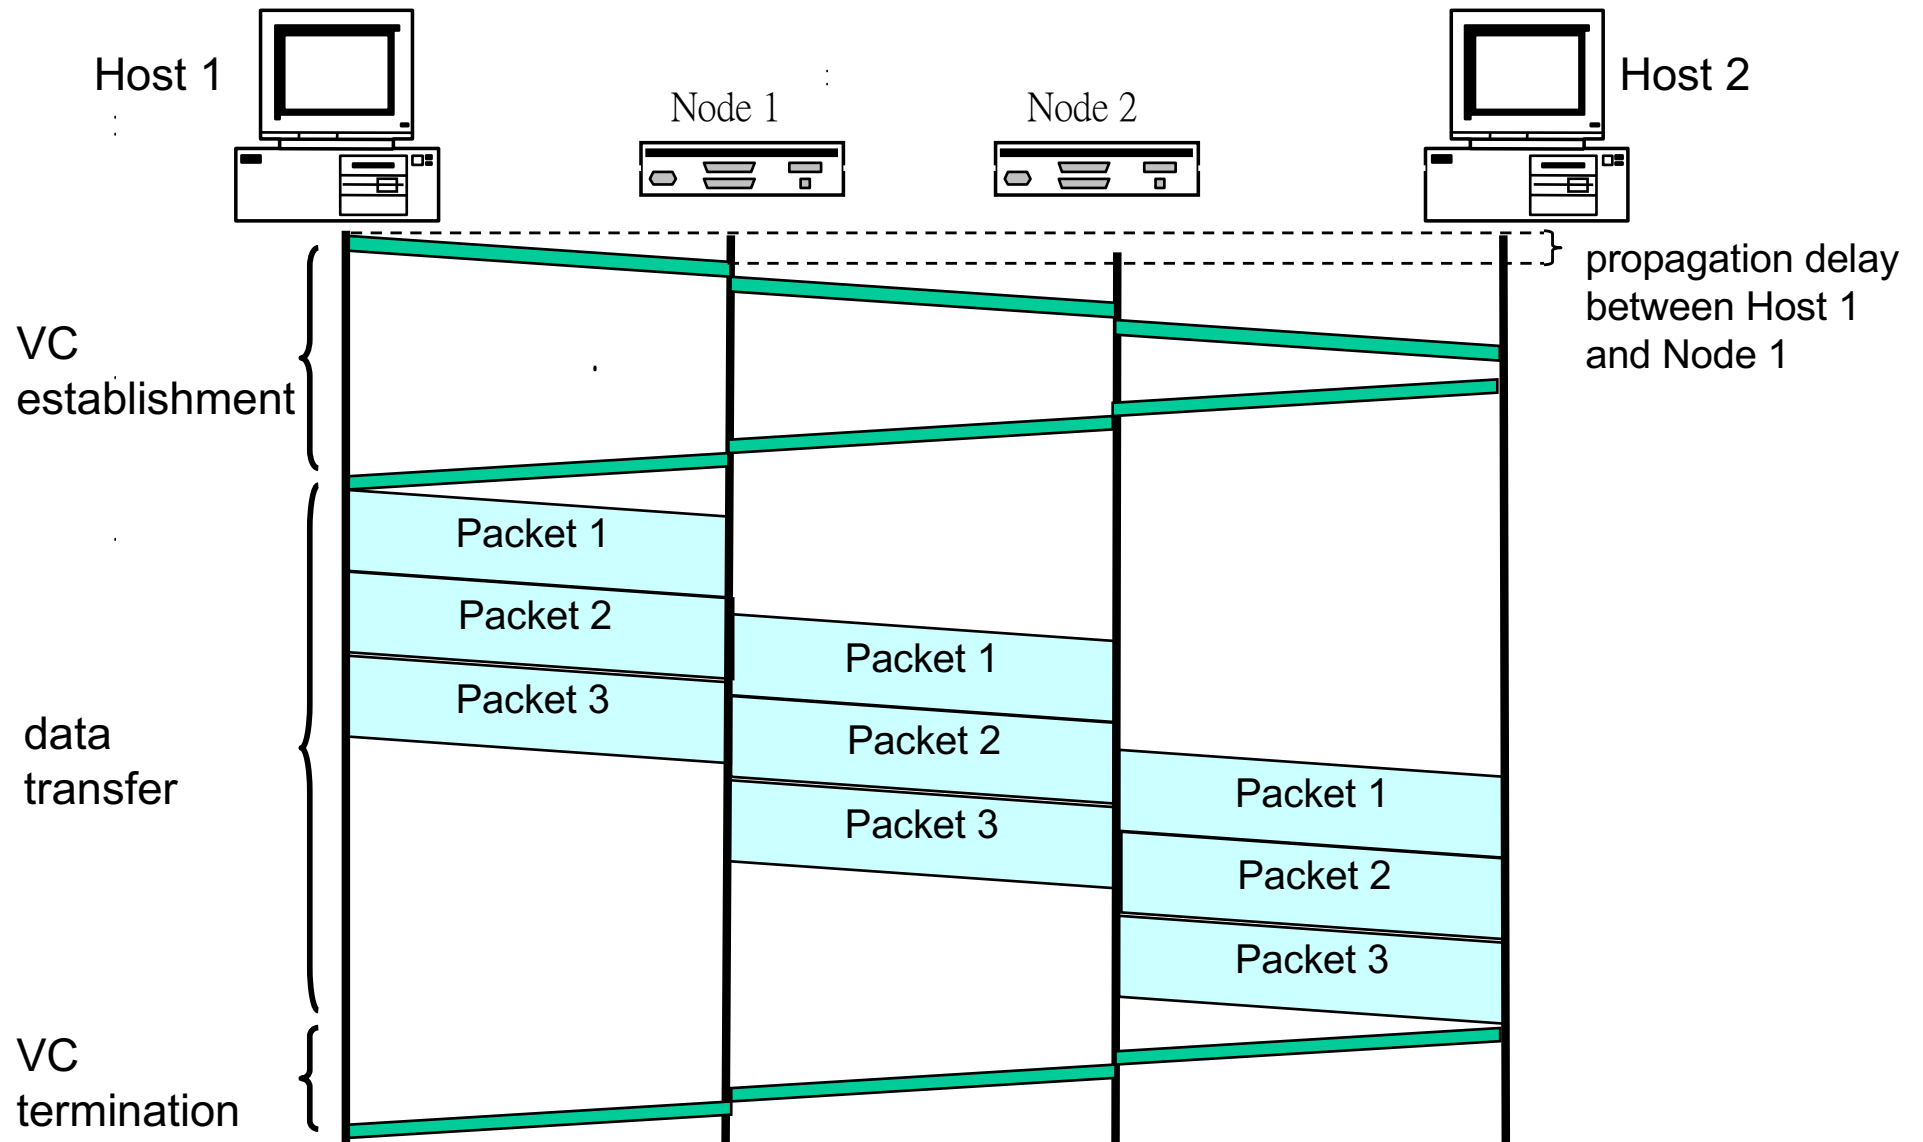 Host 1
Node 1
Node 2
Host 2
propagation delay
between Host 1
and Node 1
VC
establishment
Packet 1
Packet 2
Packet 3
Packet 1
Packet 2
Packet 3
Packet 1
Packet 2
Packet 3
data
transfer
VC
termination